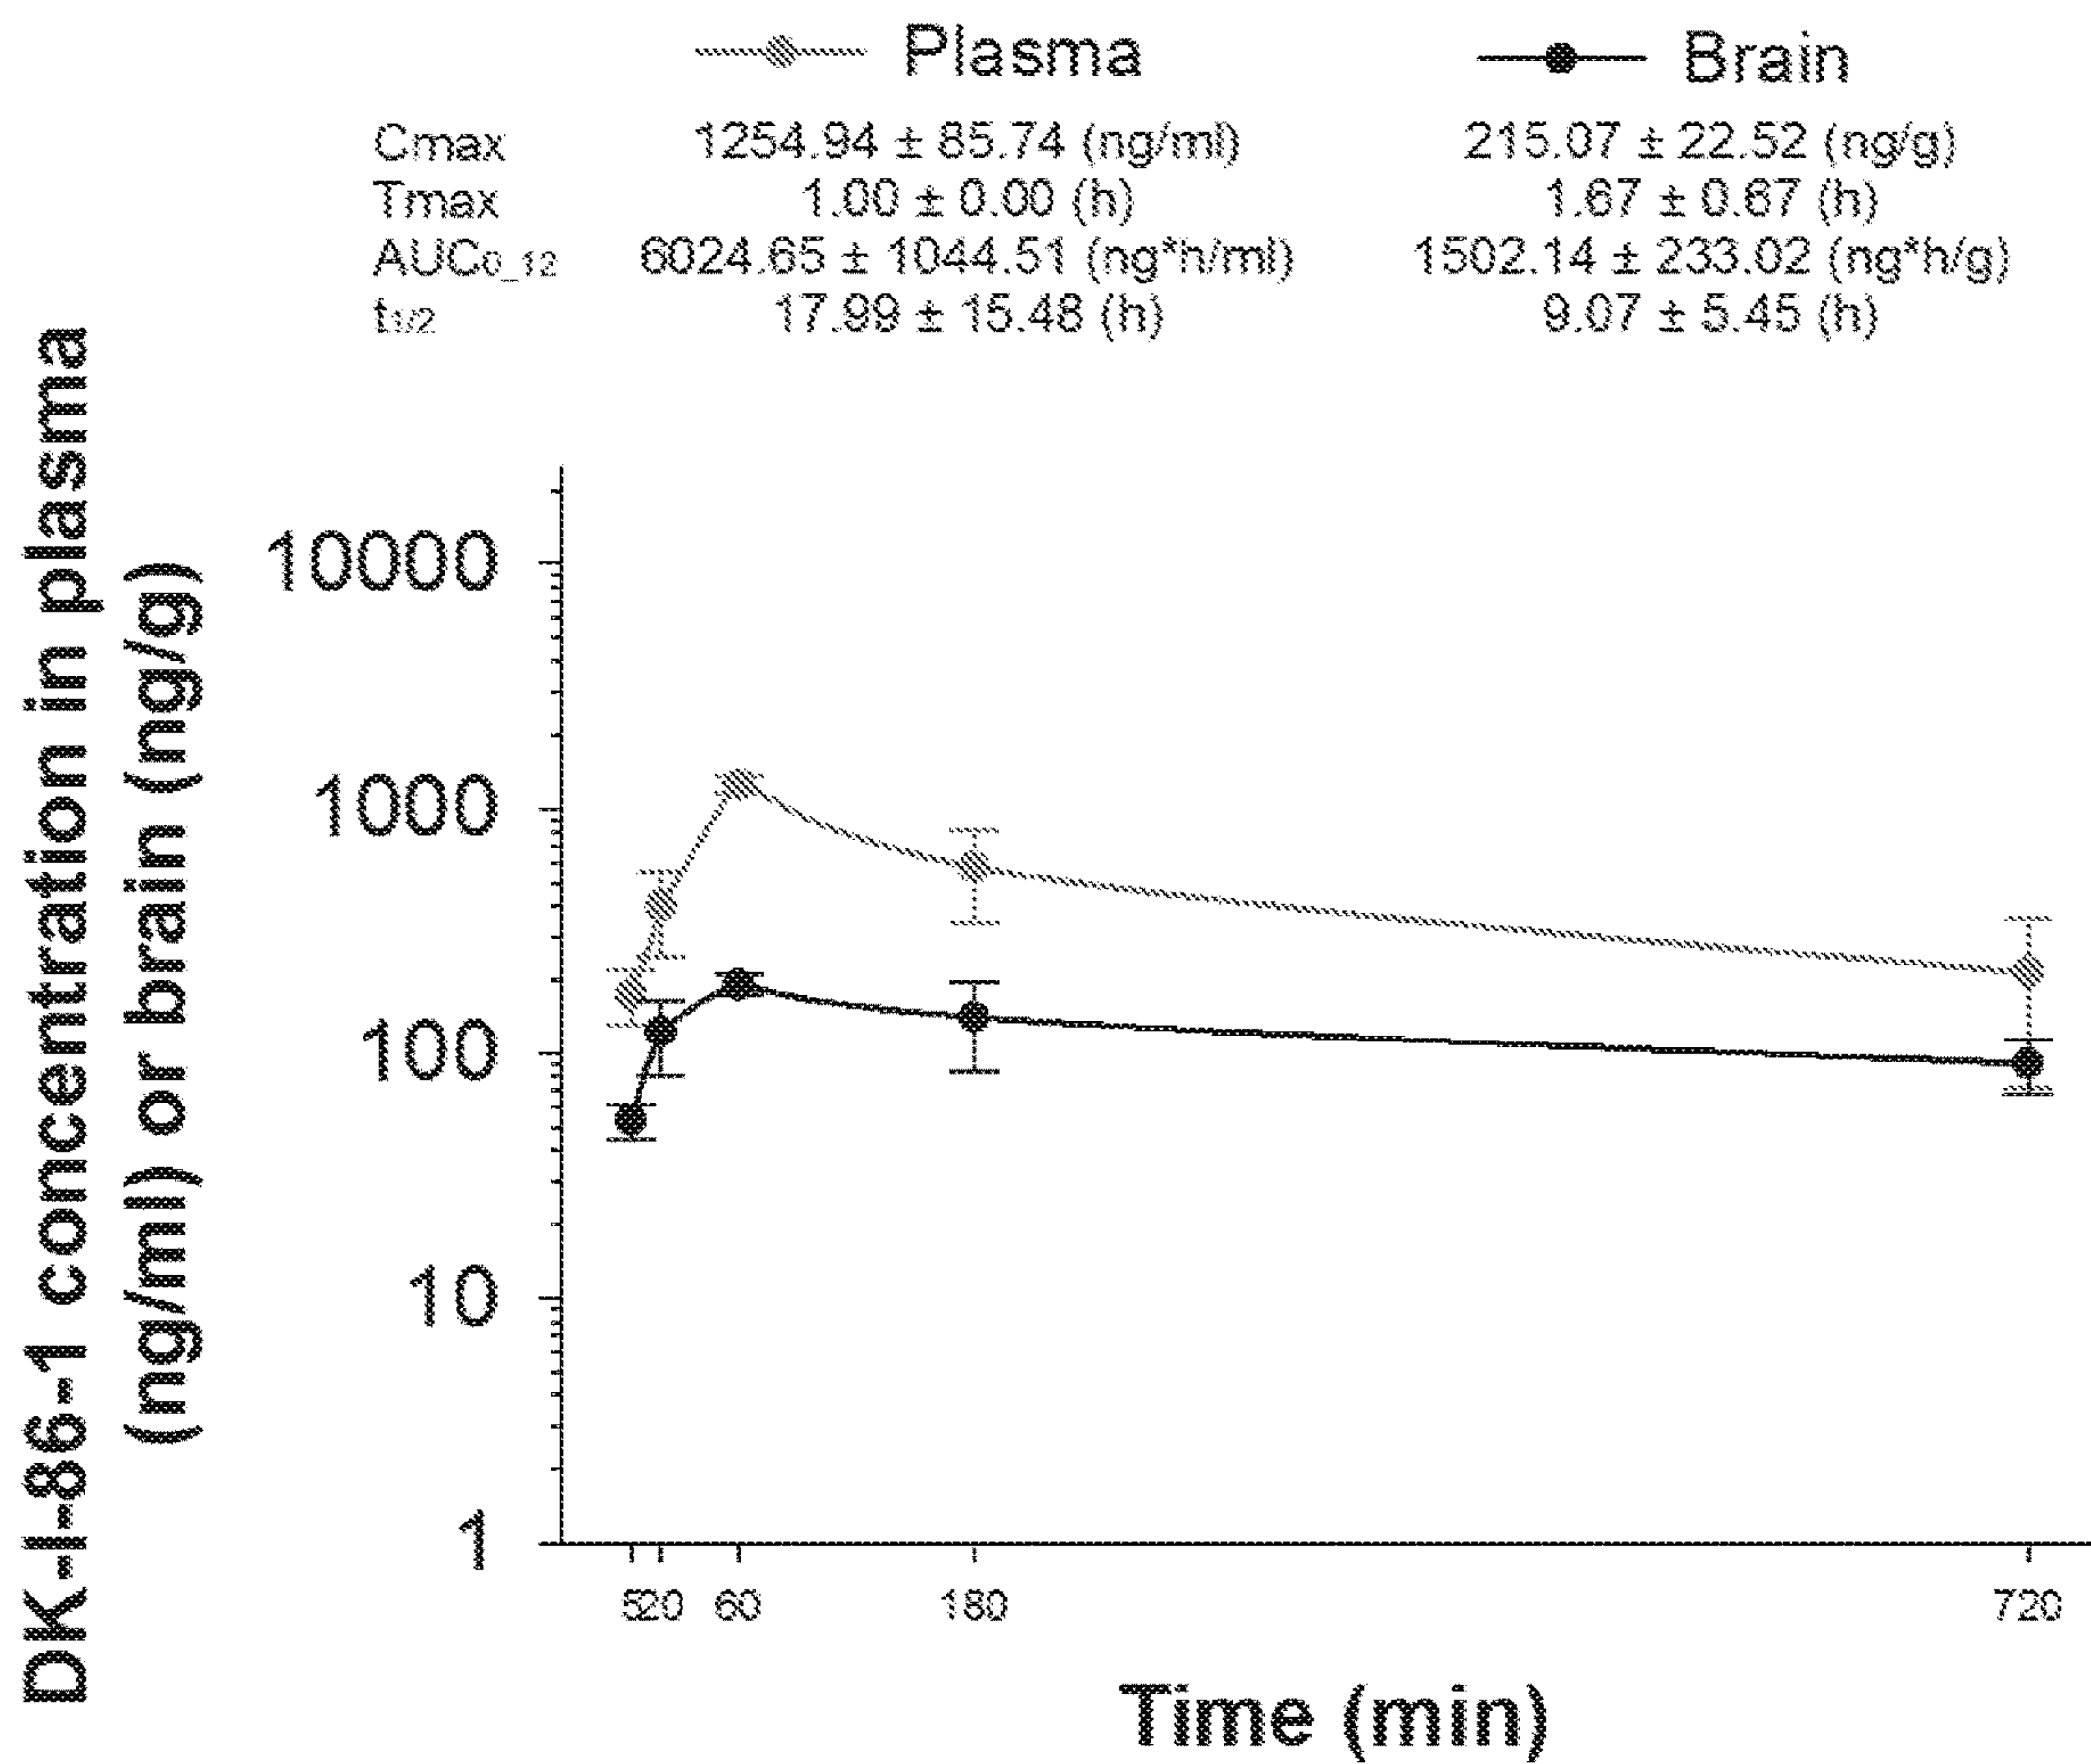 Plasma Brain
Cmax 1254.94 ± 85.74 (ng/ml) 215.07 ± 22.52 (ng/g)
Tmax 1.00 ± 0.00 (h) 1.67 ± 0.67 (h)
AUC0_12 6024.65 ± 1044.51 (ng*h/ml) 1502.14 ± 233.02 (ng*h/g)
t1/2 17.99 ± 15.48 (h) 9.07 ± 5.45 (h)
DK-I-86-1 concentration in plasma
(ng/ml) or brain (ng/g)
10000
1000
100
10
1
5 20 60 180 720
Time (min)